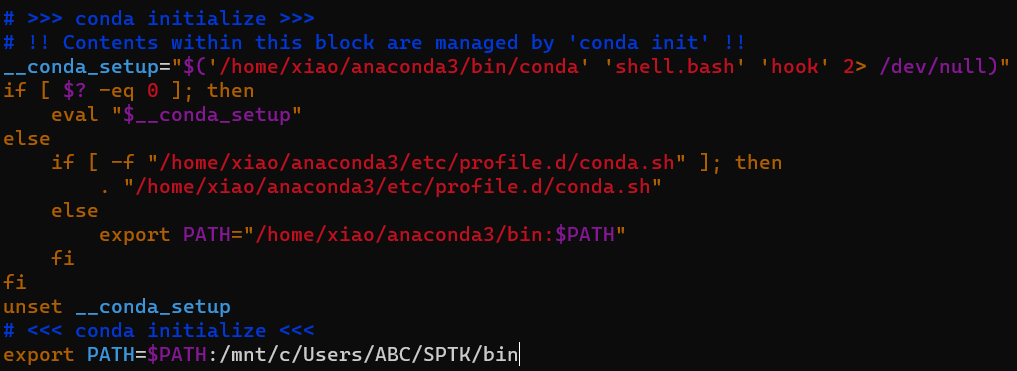 # >>> conda initialize >>>
# !! Contents within this block are managed by 'conda init' !!
__conda_setup="$('/home/xiao/anaconda3/bin/conda' 'shell.bash' 'hook' 2> /dev/null)"
if [ $? -eq 0 ]; then
    eval "$__conda_setup"
else
    if [ -f "/home/xiao/anaconda3/etc/profile.d/conda.sh" ]; then
        . "/home/xiao/anaconda3/etc/profile.d/conda.sh"
    else
        export PATH="/home/xiao/anaconda3/bin:$PATH"
    fi
fi
unset __conda_setup
# <<< conda initialize <<<
export PATH=$PATH:/mnt/c/Users/ABC/SPTK/bin